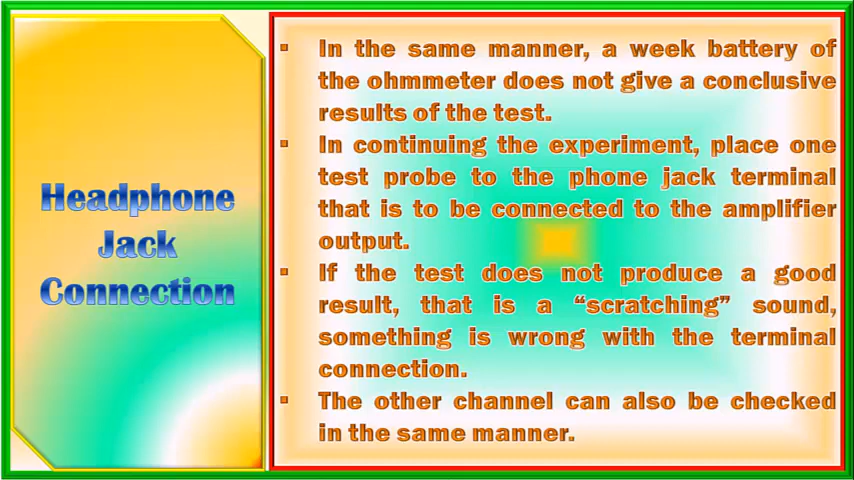 Headphone
Jack
Connection
▪ In the same manner, a week battery of
the ohmmeter does not give a conclusive
results of the test.
▪ In continuing the experiment, place one
test probe to the phone jack terminal
that is to be connected to the amplifier
output.
▪ If the test does not produce a good
result, that is a “scratching” sound,
something is wrong with the terminal
connection.
▪ The other channel can also be checked
in the same manner.